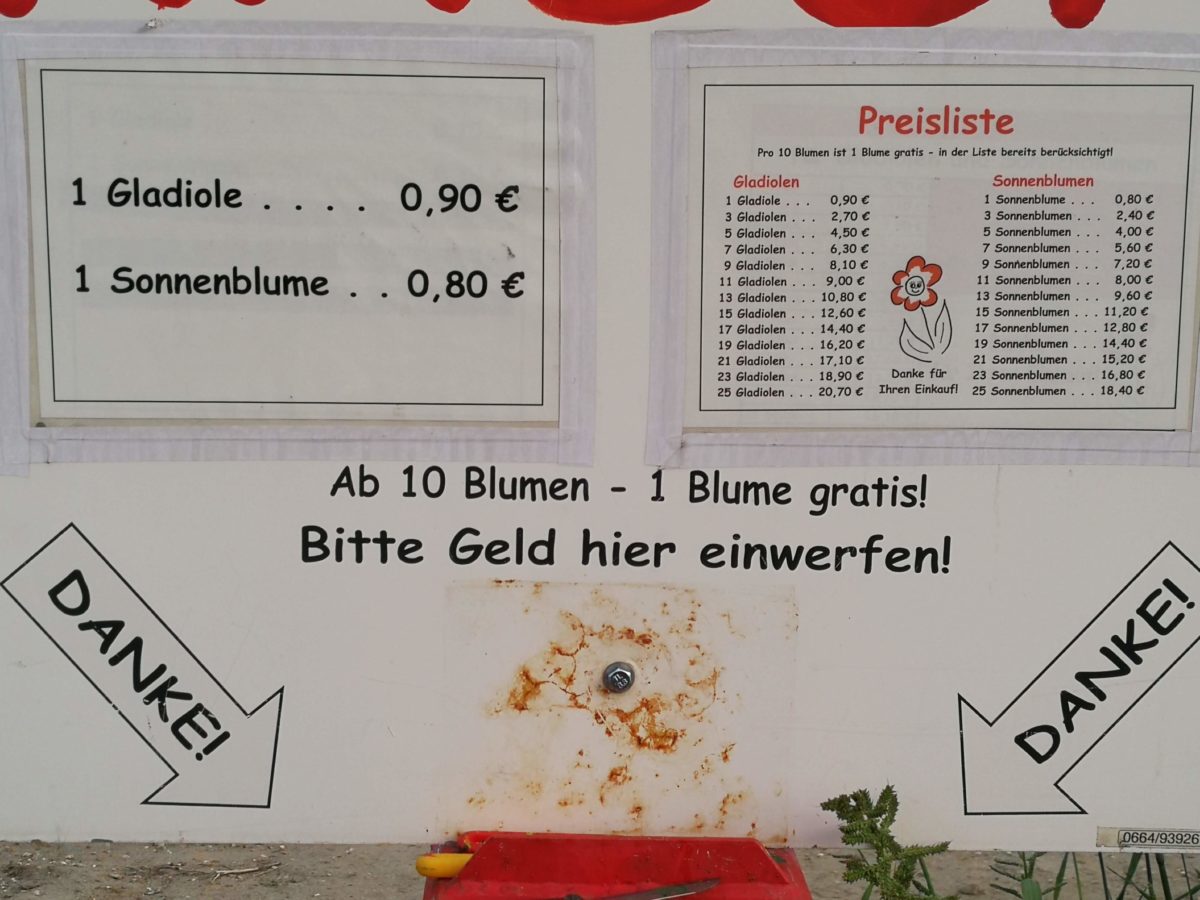 1 Gladiole . . . . 0,90 €
1 Sonnenblume . . 0,80 €
Preisliste
Pro 10 Blumen ist 1 Blume gratis - in der Liste bereits berücksichtigt!
Gladiolen
1 Gladiole . . . 0,90 €
3 Gladiolen . . . 2,70 €
5 Gladiolen . . . 4,50 €
7 Gladiolen . . . 6,30 €
9 Gladiolen . . . 8,10 €
11 Gladiolen . . . 9,00 €
13 Gladiolen . . . 10,80 €
15 Gladiolen . . . 12,60 €
17 Gladiolen . . . 14,40 €
19 Gladiolen . . . 16,20 €
21 Gladiolen . . . 17,10 €
23 Gladiolen . . . 18,90 €
25 Gladiolen . . . 20,70 €
Danke für
Ihren Einkauf!
Sonnenblumen
1 Sonnenblume . . . 0,80 €
3 Sonnenblumen . . . 2,40 €
5 Sonnenblumen . . . 4,00 €
7 Sonnenblumen . . . 5,60 €
9 Sonnenblumen . . . 7,20 €
11 Sonnenblumen . . . 8,00 €
13 Sonnenblumen . . . 9,60 €
15 Sonnenblumen . . . 11,20 €
17 Sonnenblumen . . . 12,80 €
19 Sonnenblumen . . . 14,40 €
21 Sonnenblumen . . . 15,20 €
23 Sonnenblumen . . . 16,80 €
25 Sonnenblumen . . . 18,40 €
Ab 10 Blumen - 1 Blume gratis!
Bitte Geld hier einwerfen!
DANKE!
DANKE!
0664/93926